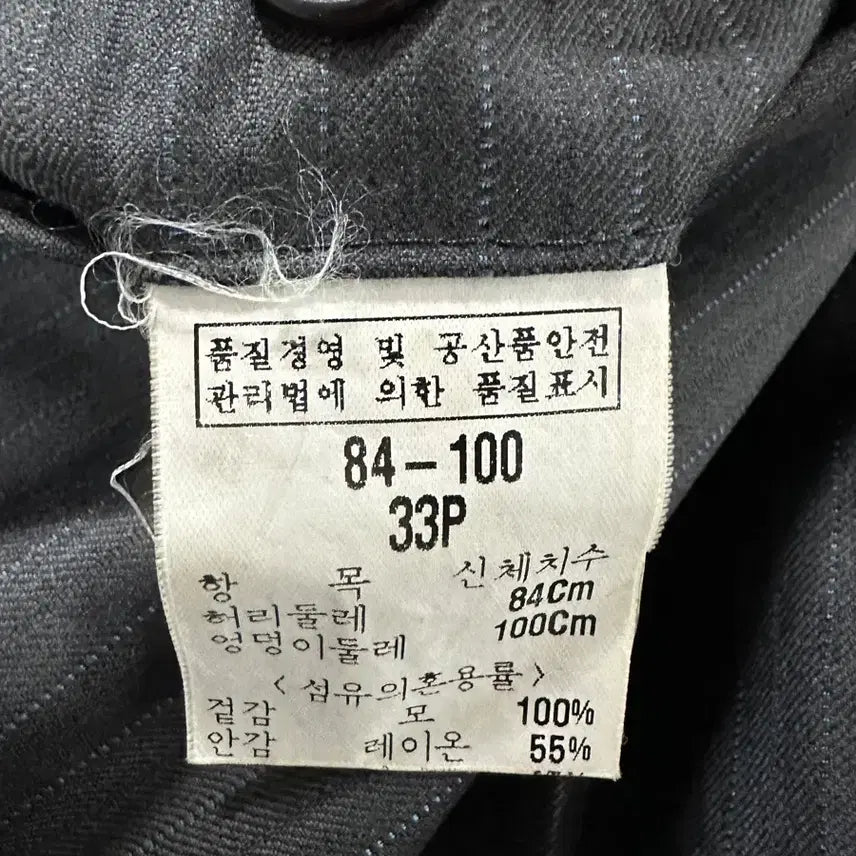 품질경영 및 공산품안전
관리법에 의한 품질표시
84-100
33P
항 목 신체치수
허리둘레 84Cm
엉덩이둘레 100Cm
< 섬유의혼용률 >
겉감 모 100%
안감 레이온 55%